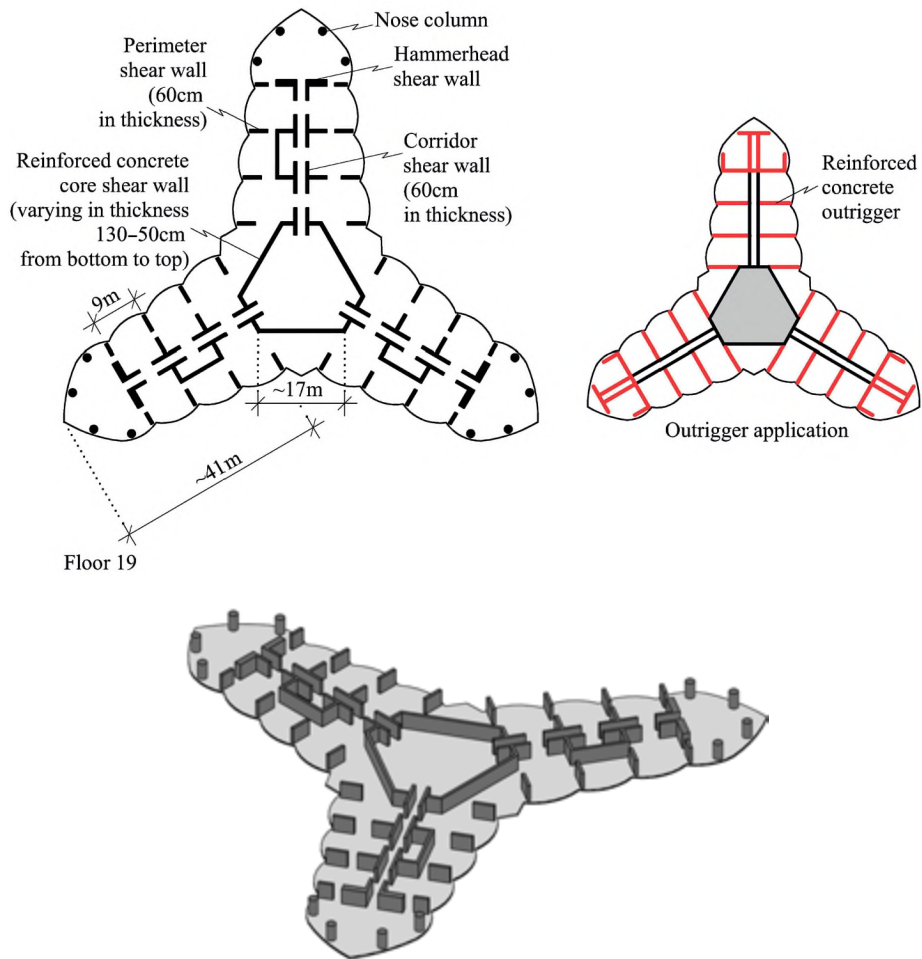 Nose column
Perimeter
shear wall
(60cm
in thickness)
Hammerhead
shear wall
Reinforced concrete
core shear wall
(varying in thickness
130–50cm
from bottom to top)
Corridor
shear wall
(60cm
in thickness)
9m
~17m
~41m
Floor 19
Reinforced
concrete
outrigger
Outrigger application